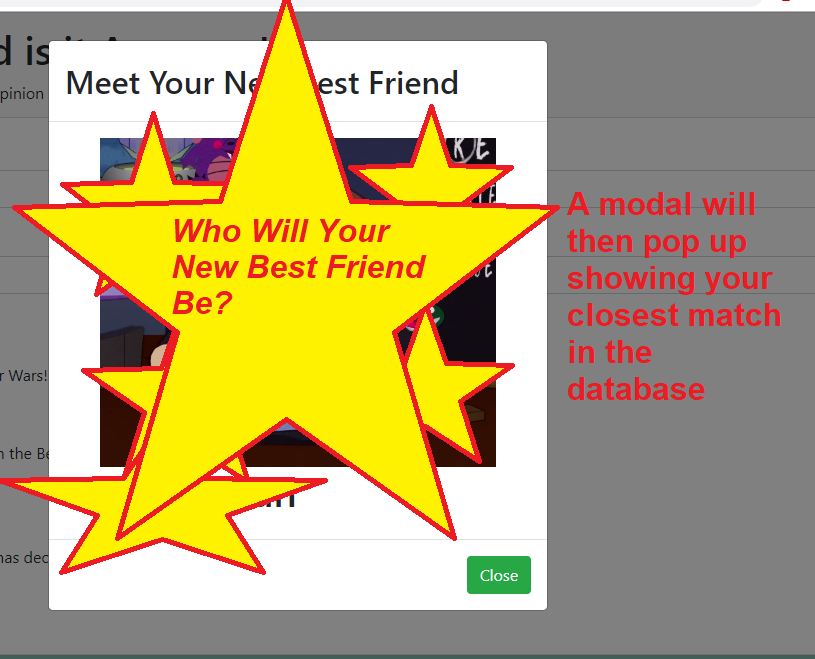 d is it A
pinion
Meet Your Ne est Friend
Who Will Your
New Best Friend
Be?
A modal will
then pop up
showing your
closest match
in the
database
r Wars!
n the Be
has dec
Close